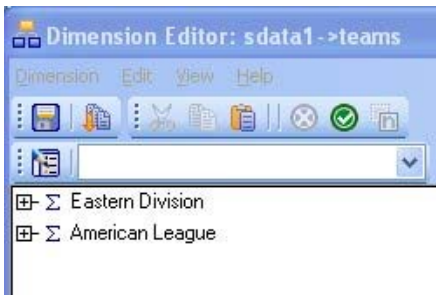 Dimension Editor: sdata1->teams
Dimension Edit View Help
Σ Eastern Division
Σ American League